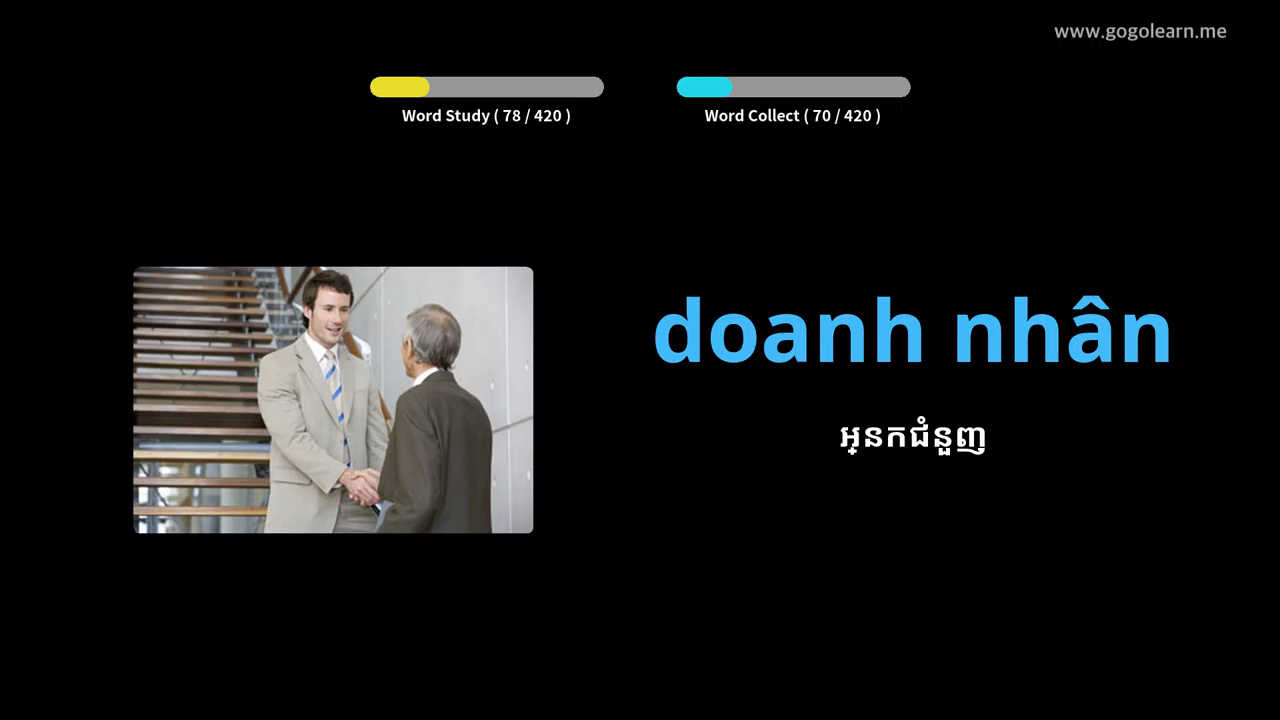 www.gogolearn.me
Word Study ( 78 / 420 )
Word Collect ( 70 / 420 )
doanh nhân
អ្នកជំនួញ